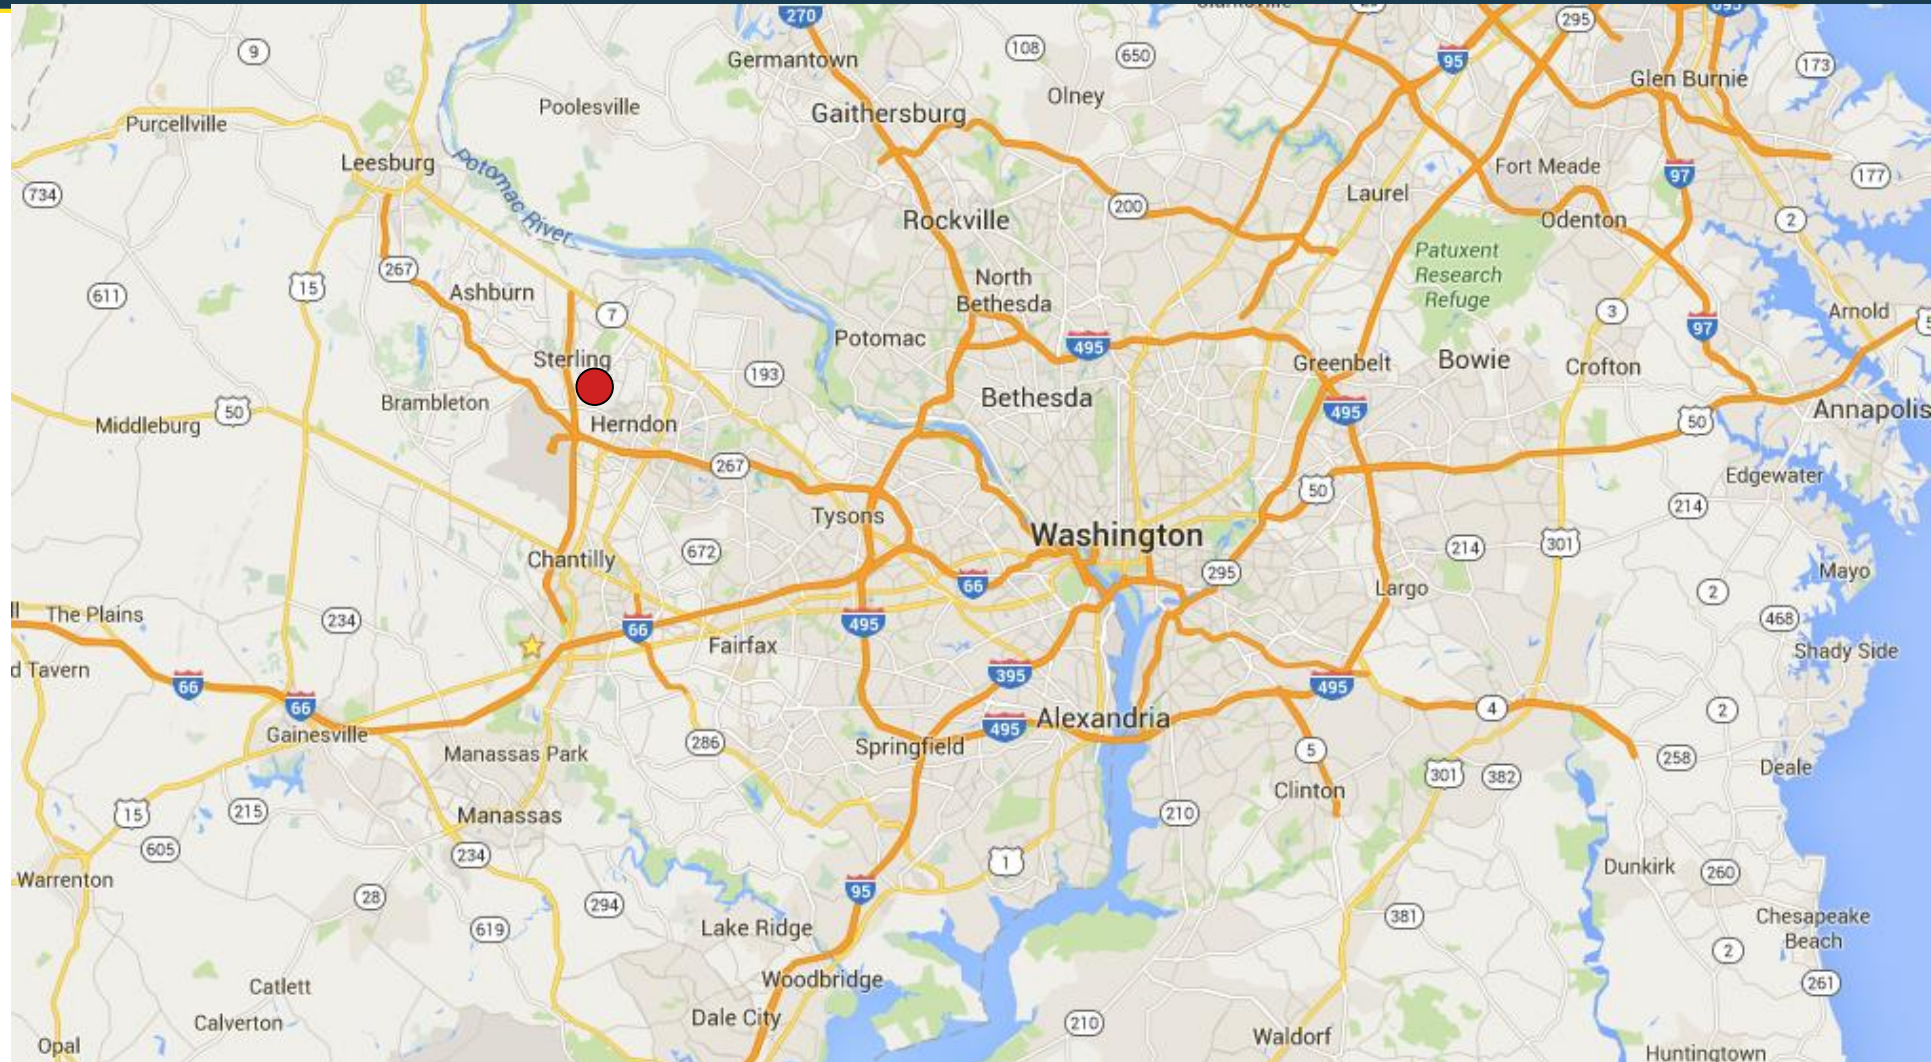 270
695
295
9
108
650
95
173
Germantown
Glen Burnie
Poolesville
Olney
Gaithersburg
Purcellville
Leesburg
Potomac River
Fort Meade
97
177
734
Laurel
200
Rockville
Odenton
2
Patuxent
Research
Refuge
267
North
Bethesda
15
611
Ashburn
7
3
Arnold
97
Potomac
495
Sterling
193
Greenbelt
Bowie
Crofton
Brambleton
Bethesda
495
Annapolis
50
Middleburg
Herndon
50
267
Edgewater
50
214
Tysons
Washington
Chantilly
672
66
295
214
301
Mayo
Largo
2
The Plains
234
66
495
Fairfax
468
Shady Side
d Tavern
66
395
495
66
4
2
Gainesville
495
Alexandria
Springfield
286
Manassas Park
5
258
Deale
301
382
Clinton
15
215
Manassas
210
605
234
1
Dunkirk
260
Warrenton
28
95
294
619
Lake Ridge
381
Chesapeake
Beach
2
Woodbridge
261
Catlett
Calverton
Dale City
210
Waldorf
Opal
Huntingtown